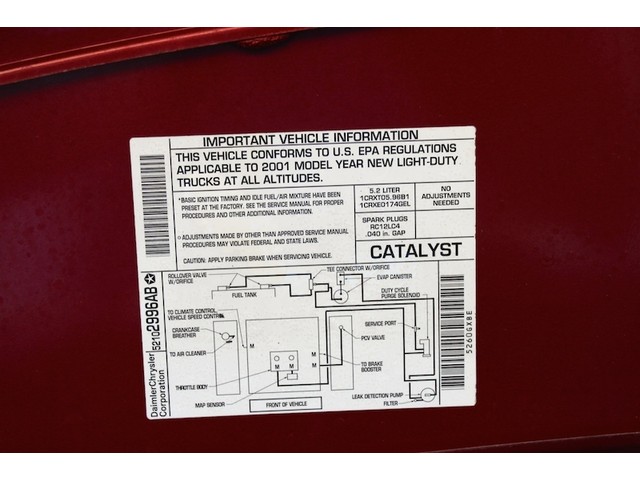 IMPORTANT VEHICLE INFORMATION
THIS VEHICLE CONFORMS TO U.S. EPA REGULATIONS
APPLICABLE TO 2001 MODEL YEAR NEW LIGHT-DUTY
TRUCKS AT ALL ALTITUDES.
*BASIC IGNITION TIMING AND IDLE FUEL/AIR MIXTURE HAVE BEEN
PRESET AT THE FACTORY. SEE THE SERVICE MANUAL FOR PROPER
PROCEDURES AND OTHER ADDITIONAL INFORMATION.
ADJUSTMENTS MADE BY OTHER THAN APPROVED SERVICE MANUAL
PROCEDURES MAY VIOLATE FEDERAL AND STATE LAWS.
CAUTION: APPLY PARKING BRAKE WHEN SERVICING VEHICLE.
5.2 LITER
1CRXT05.96B1
1CRXE0174GEL
NO
ADJUSTMENTS
NEEDED
SPARK PLUGS
RC12LC4
.040 in. GAP
CATALYST
ROLLOVER VALVE
W/ORIFICE
FUEL TANK
TEE CONNECTOR W/ORIFICE
EVAP CANISTER
DUTY CYCLE
PURGE SOLENOID
TO CLIMATE CONTROL
VEHICLE SPEED CONTROL
CRANKCASE
BREATHER
TO AIR CLEANER
M
M
M
M
THROTTLE BODY
MAP SENSOR
FRONT OF VEHICLE
SERVICE PORT
PCV VALVE
TO BRAKE
BOOSTER
LEAK DETECTION PUMP
FILTER
DaimlerChrysler
Corporation
52102996AB
5260GXBE